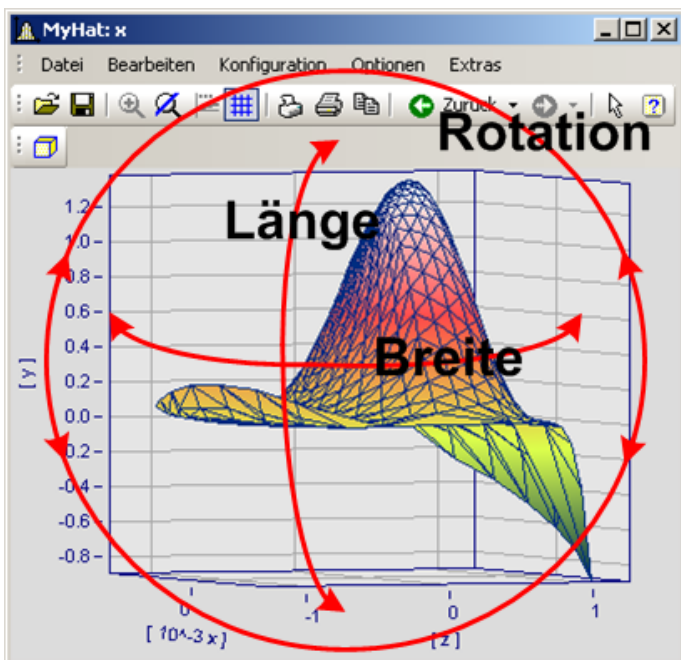 MyHat: x
Datei Bearbeiten Konfiguration Optionen Extras
Zurück
Rotation
Länge
Breite
1.2
1.0
0.8
0.6
0.4
0.2
0.0
-0.2
-0.4
-0.6
-0.8
[ y ]
0 -1 0 1
[ 10^-3 x ] [ z ]